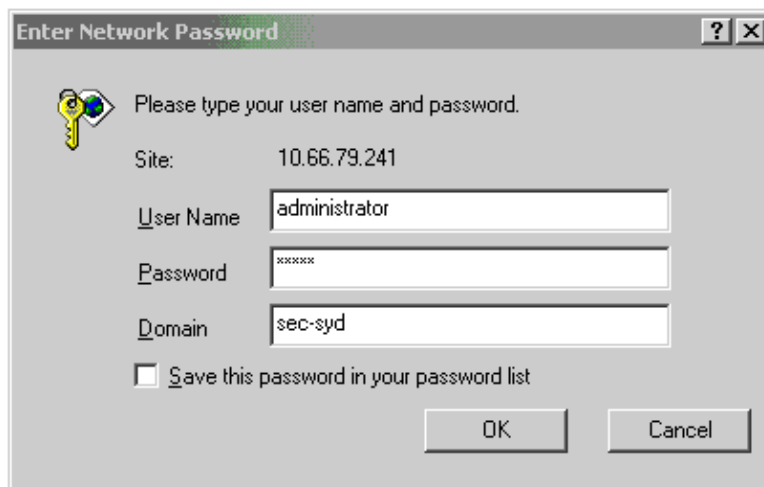 Enter Network Password
Please type your user name and password.
Site: 10.66.79.241
User Name administrator
Password *****
Domain sec-syd
Save this password in your password list
OK Cancel